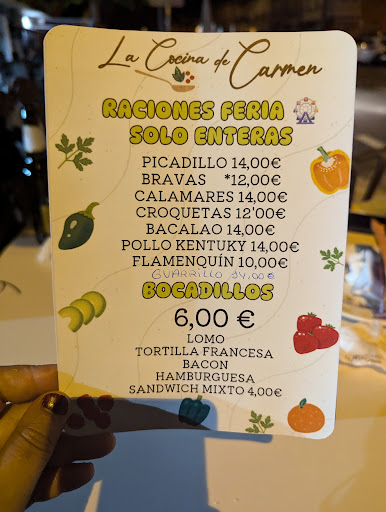 La Cocina de Carmen
RACIONES FERIA
SOLO ENTERAS
PICADILLO 14,00€
BRAVAS *12,00€
CALAMARES 14,00€
CROQUETAS 12'00€
BACALAO 14,00€
POLLO KENTUKY 14,00€
FLAMENQUÍN 10,00€
GUARRILLO 14,00€
BOCADILLOS
6,00 €
LOMO
TORTILLA FRANCESA
BACON
HAMBURGUESA
SANDWICH MIXTO 4,00€